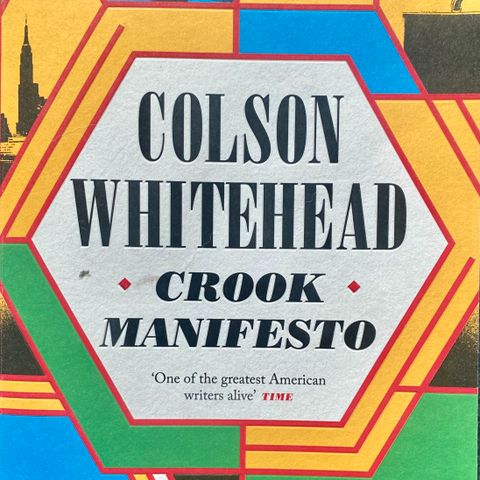 COLSON
WHITEHEAD
CROOK
MANIFESTO
‘One of the greatest American
writers alive’ TIME